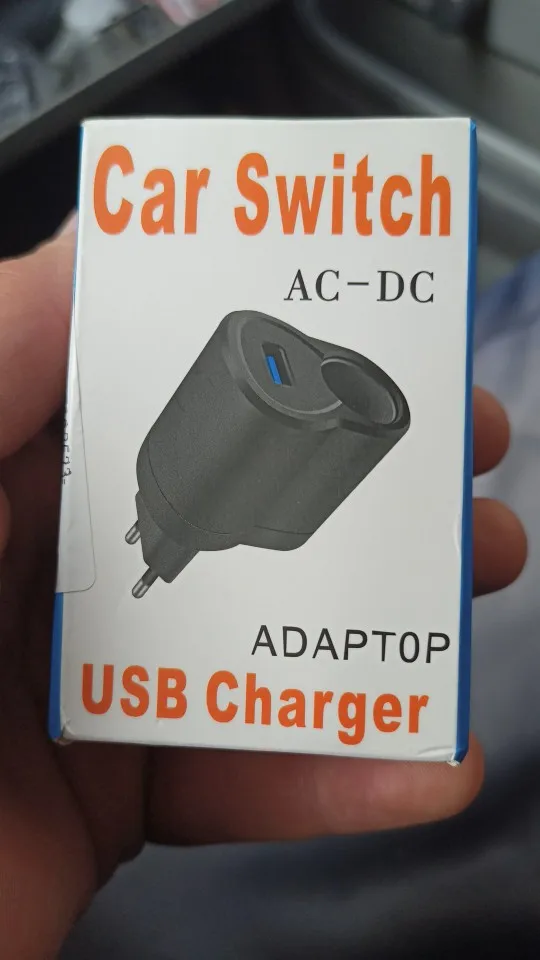 Car Switch
AC-DC
ADAPTOP
USB Charger